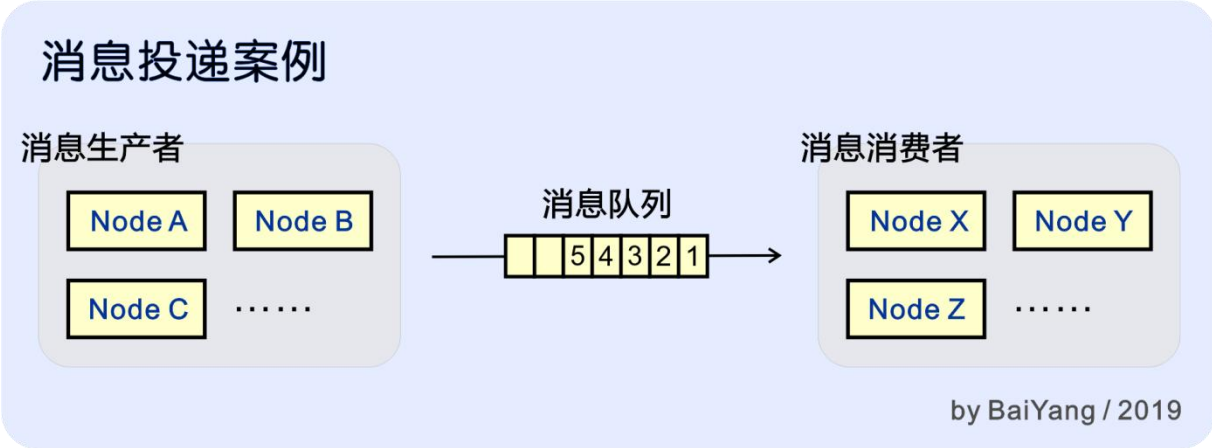 消息投递案例
消息生产者
消息消费者
Node A
Node B
Node C
……
消息队列
5 4 3 2 1
Node X
Node Y
Node Z
……
by BaiYang / 2019